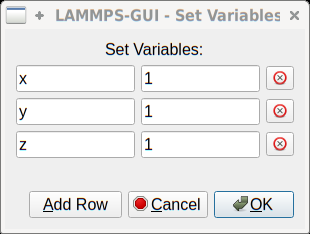 LAMMPS-GUI - Set Variables
Set Variables:
x 1
y 1
z 1
Add Row Cancel OK